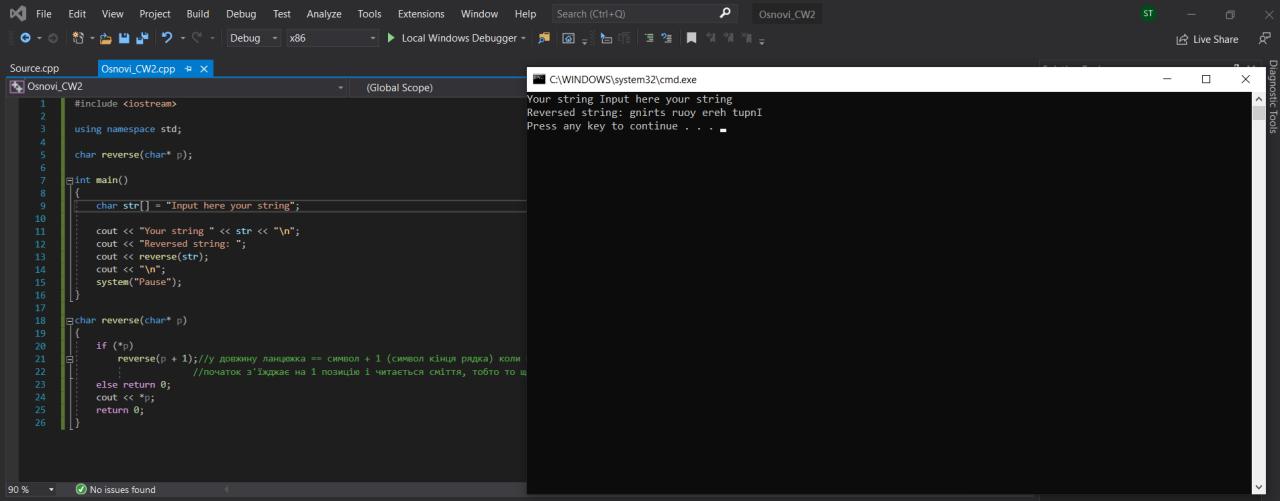 File Edit View Project Build Debug Test Analyze Tools Extensions Window Help Search (Ctrl+Q) Osnovi_CW2 ST
Debug x86 Local Windows Debugger Live Share
Source.cpp Osnovi_CW2.cpp
Osnovi_CW2 (Global Scope)
1 #include <iostream>
2
3 using namespace std;
4
5 char reverse(char* p);
6
7 int main()
8 {
9 char str[] = "Input here your string";
10
11 cout << "Your string " << str << "\n";
12 cout << "Reversed string: ";
13 cout << reverse(str);
14 cout << "\n";
15 system("Pause");
16 }
17
18 char reverse(char* p)
19 {
20 if (*p)
21 reverse(p + 1);//у довжину ланцюжка == символ + 1 (символ кінця рядка) коли
22 //початок з'їжджає на 1 позицію і читається сміття, тобто то щ
23 else return 0;
24 cout << *p;
25 return 0;
26 }
90 % No issues found
C:\WINDOWS\system32\cmd.exe
Your string Input here your string
Reversed string: gnirts ruoy ereh tupnI
Press any key to continue . . .
Diagnostic Tools